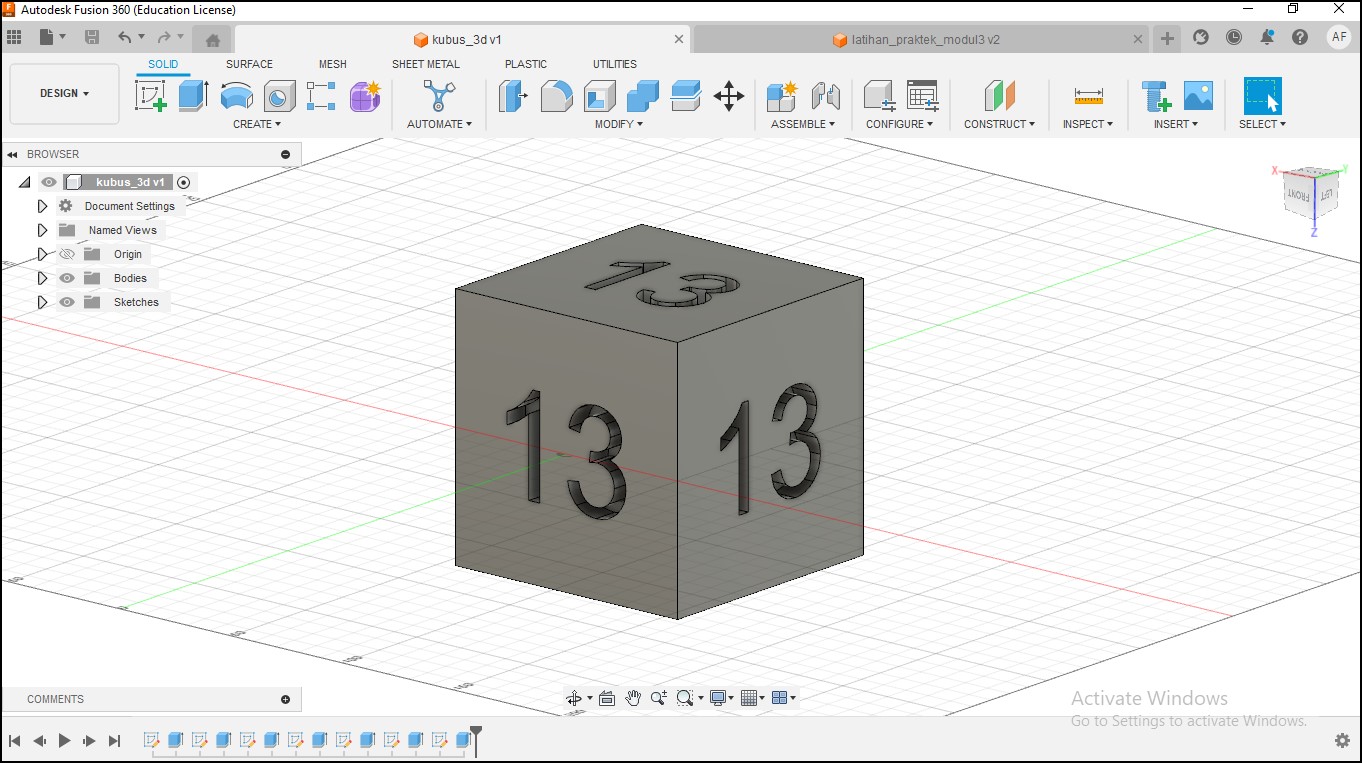 Autodesk Fusion 360 (Education License)
kubus_3d v1
latihan_praktek_modul3 v2
AF
DESIGN
SOLID
SURFACE
MESH
SHEET METAL
PLASTIC
UTILITIES
CREATE
AUTOMATE
MODIFY
ASSEMBLE
CONFIGURE
CONSTRUCT
INSPECT
INSERT
SELECT
BROWSER
kubus_3d v1
Document Settings
Named Views
Origin
Bodies
Sketches
X
Y
FRONT
LEFT
Z
13
13
13
COMMENTS
Activate Windows
Go to Settings to activate Windows.